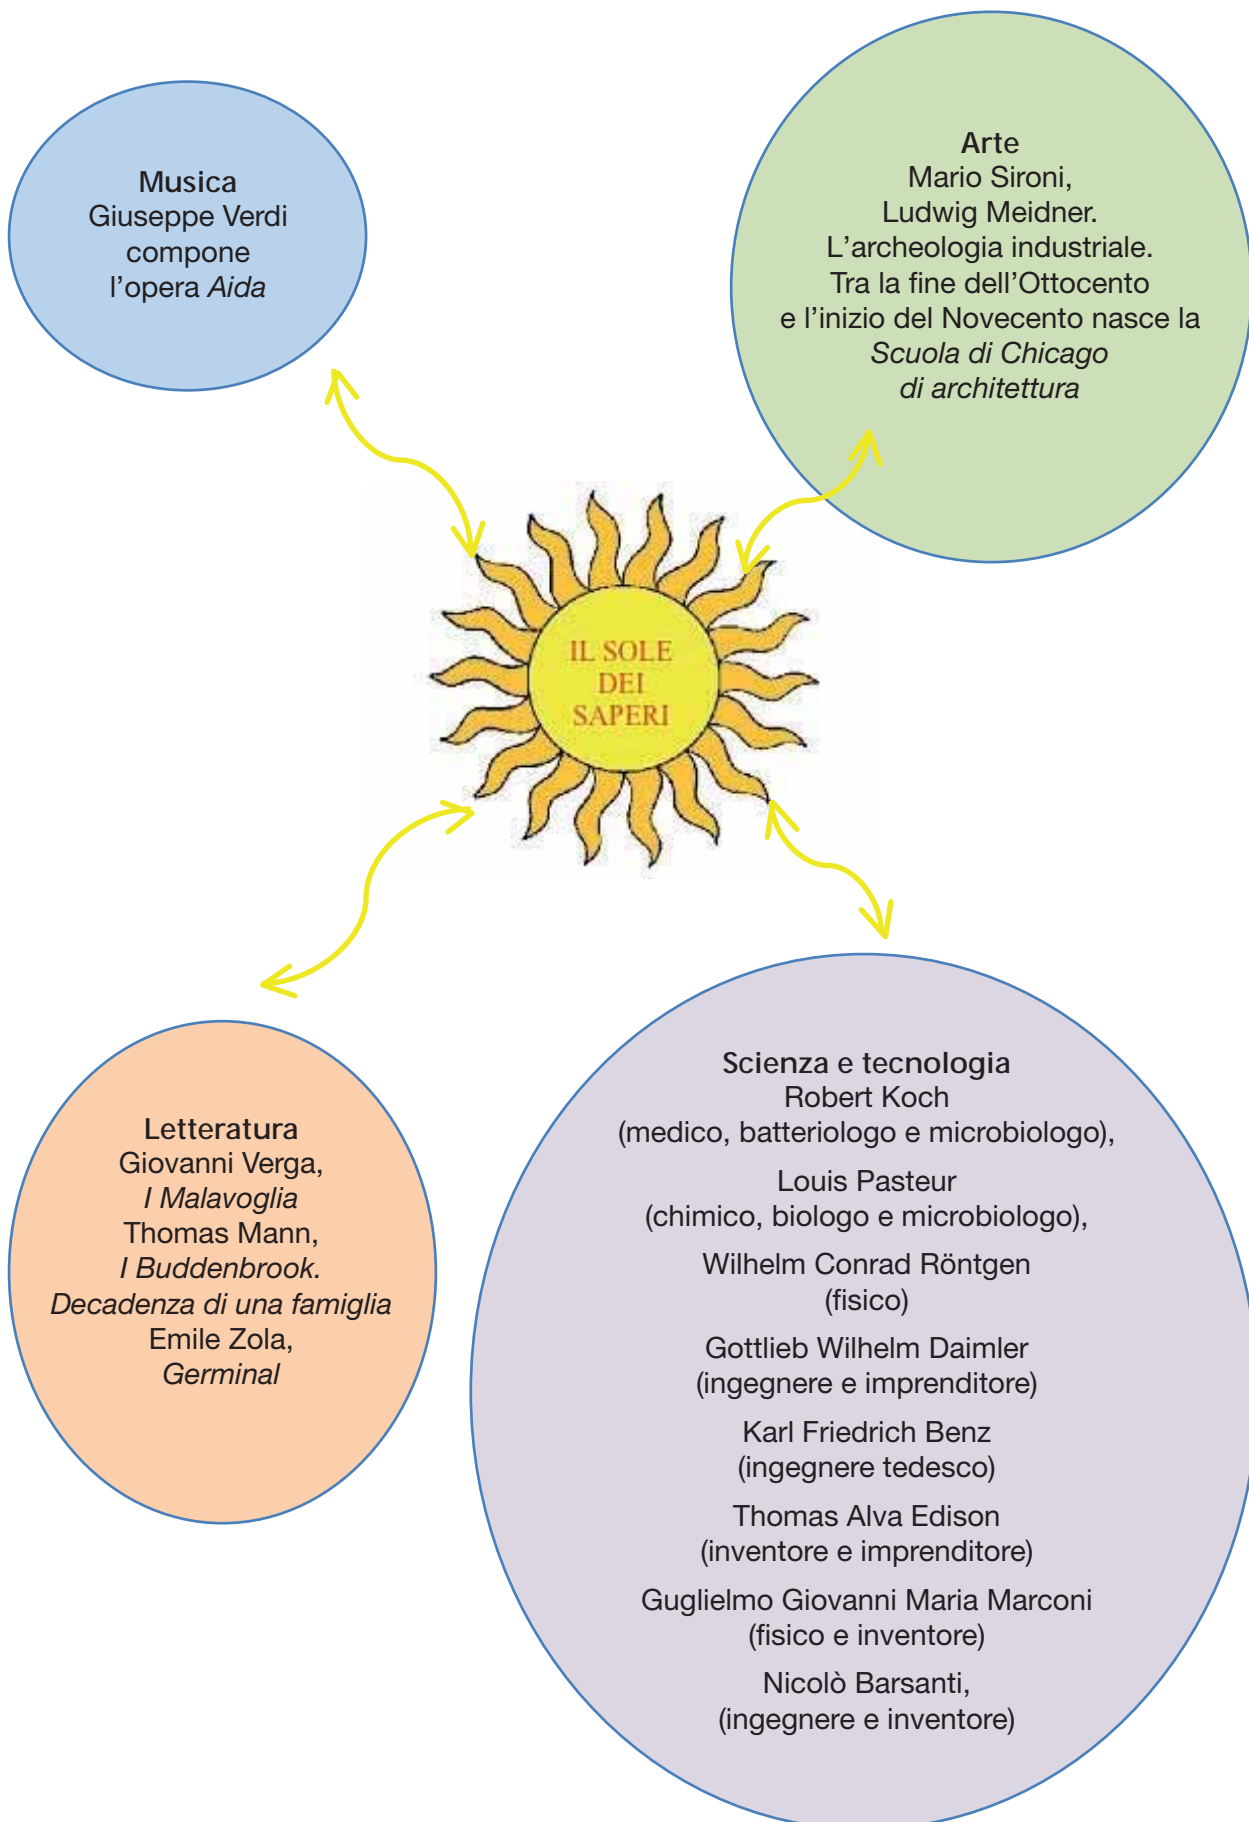 Musica
Giuseppe Verdi
compone
l’opera Aida
Arte
Mario Sironi,
Ludwig Meidner.
L’archeologia industriale.
Tra la fine dell’Ottocento
e l’inizio del Novecento nasce la
Scuola di Chicago
di architettura
IL SOLE
DEI
SAPERI
Letteratura
Giovanni Verga,
I Malavoglia
Thomas Mann,
I Buddenbrook.
Decadenza di una famiglia
Emile Zola,
Germinal
Scienza e tecnologia
Robert Koch
(medico, batteriologo e microbiologo),
Louis Pasteur
(chimico, biologo e microbiologo),
Wilhelm Conrad Röntgen
(fisico)
Gottlieb Wilhelm Daimler
(ingegnere e imprenditore)
Karl Friedrich Benz
(ingegnere tedesco)
Thomas Alva Edison
(inventore e imprenditore)
Guglielmo Giovanni Maria Marconi
(fisico e inventore)
Nicolò Barsanti,
(ingegnere e inventore)